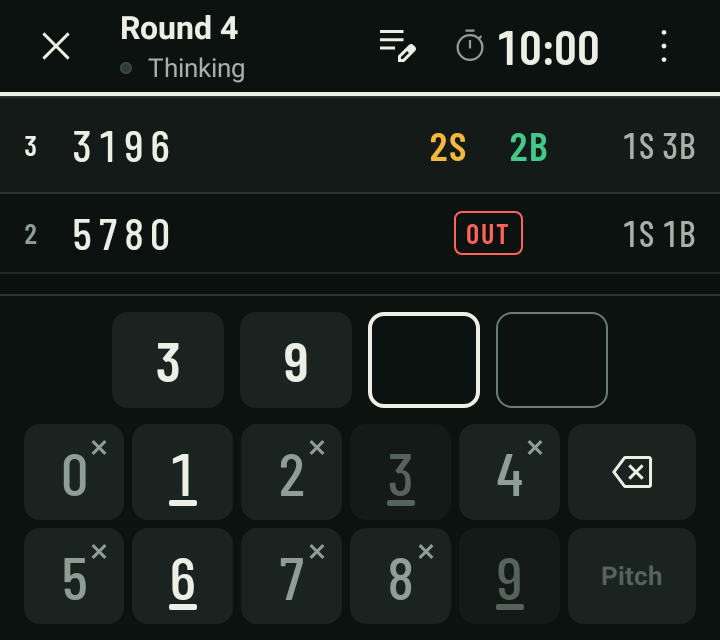 Round 4
Thinking
10:00
3 3196 2S 2B 1S 3B
2 5780 OUT 1S 1B
3 9
0 1 2 3 4
5 6 7 8 9 Pitch